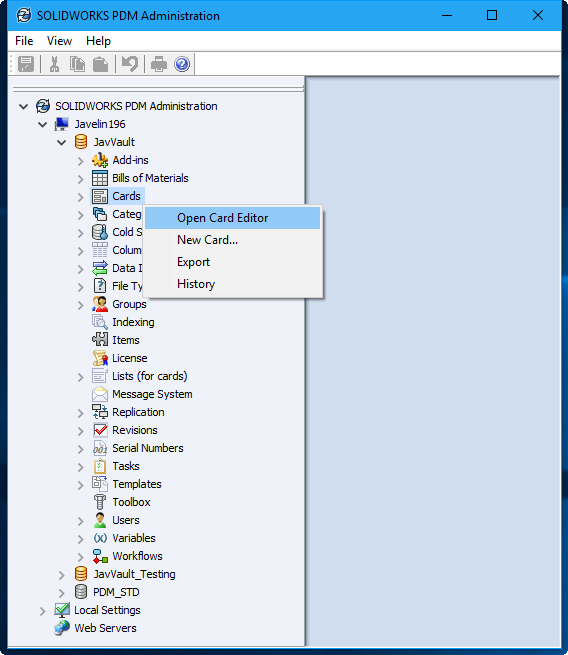 SOLIDWORKS PDM Administration
File View Help
SOLIDWORKS PDM Administration
Javelin196
JavVault
Add-ins
Bills of Materials
Cards
Categ
Open Card Editor
Cold S
New Card...
Colum
Export
Data I
History
File Ty
Groups
Indexing
Items
License
Lists (for cards)
Message System
Replication
Revisions
001 Serial Numbers
Tasks
Templates
Toolbox
Users
(x) Variables
Workflows
JavVault_Testing
PDM_STD
Local Settings
Web Servers